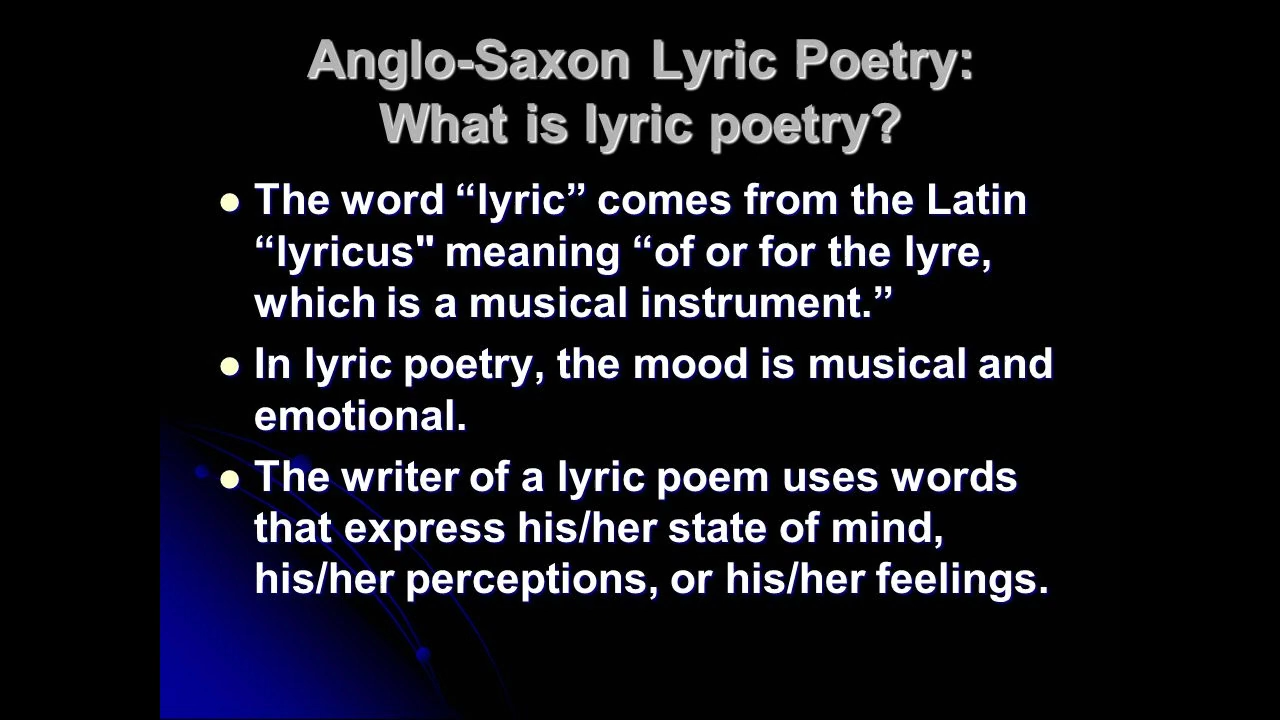 Anglo-Saxon Lyric Poetry:
What is lyric poetry?
● The word “lyric” comes from the Latin
“lyricus" meaning “of or for the lyre,
which is a musical instrument.”
● In lyric poetry, the mood is musical and
emotional.
● The writer of a lyric poem uses words
that express his/her state of mind,
his/her perceptions, or his/her feelings.